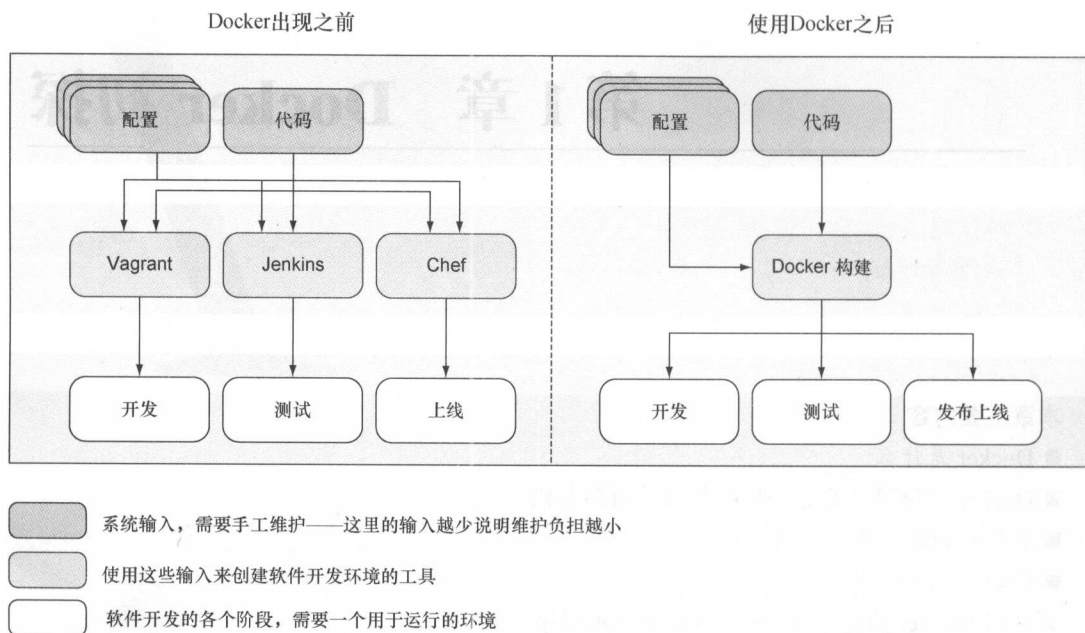 Docker出现之前
使用Docker之后
配置
代码
配置
代码
Vagrant
Jenkins
Chef
Docker 构建
开发
测试
上线
开发
测试
发布上线
系统输入，需要手工维护——这里的输入越少说明维护负担越小
使用这些输入来创建软件开发环境的工具
软件开发的各个阶段，需要一个用于运行的环境